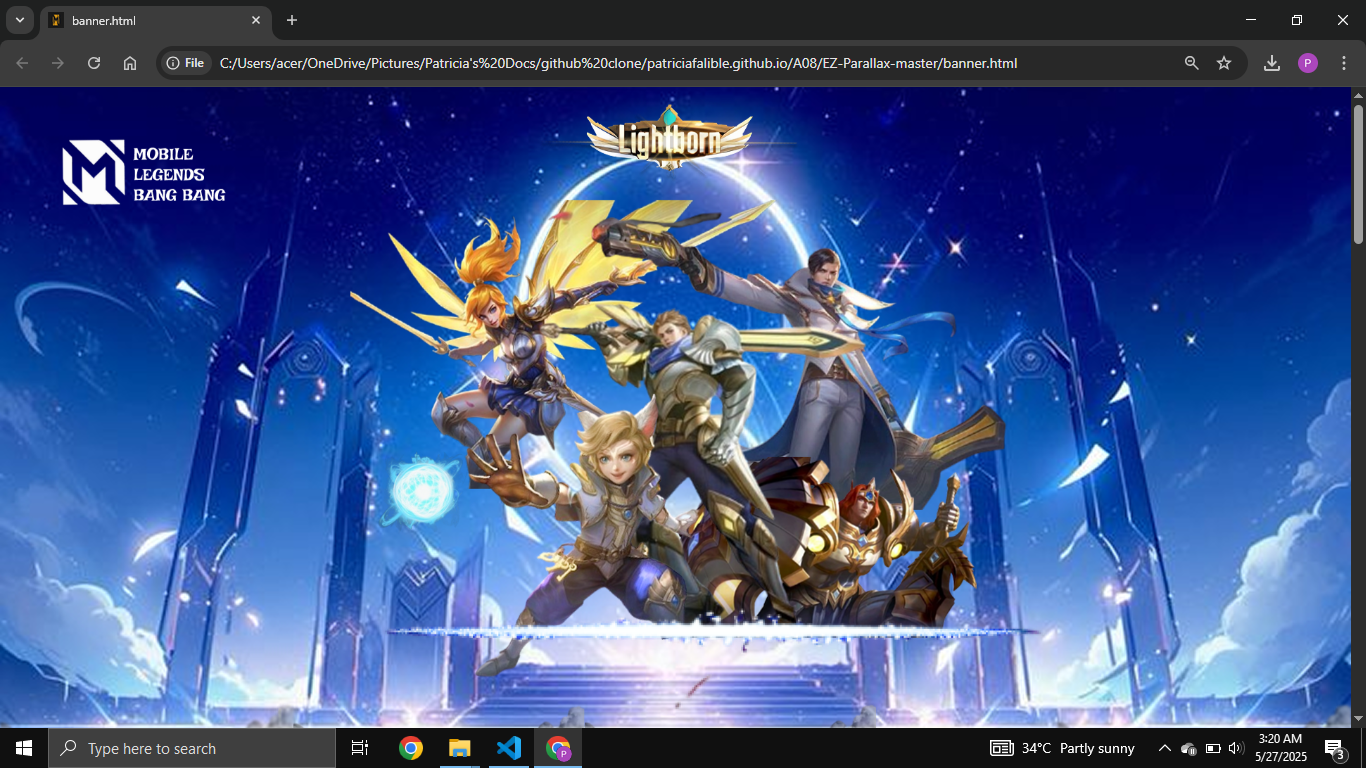 banner.html
File
C:/Users/acer/OneDrive/Pictures/Patricia's%20Docs/github%20clone/patriciafalible.github.io/A08/EZ-Parallax-master/banner.html
P
Lightborn
MOBILE
LEGENDS
BANG BANG
Type here to search
P
34°C Partly sunny
3:20 AM
5/27/2025
3